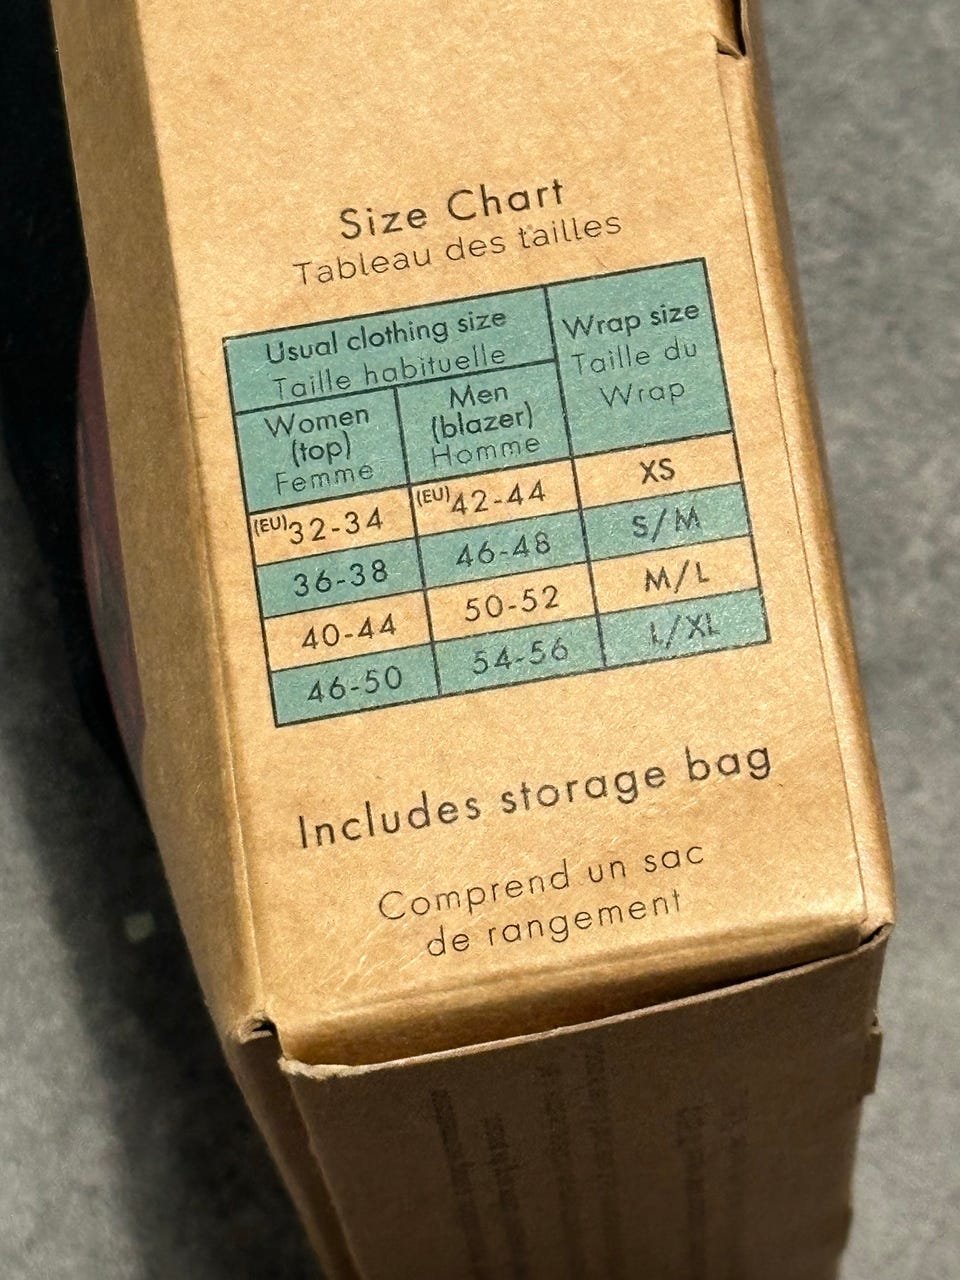 Size Chart
Tableau des tailles
Usual clothing size
Taille habituelle
Wrap size
Taille du
Wrap
Women
(top)
Femme
Men
(blazer)
Homme
(EU)32-34 (EU)42-44 XS
36-38 46-48 S/M
40-44 50-52 M/L
46-50 54-56 L/XL
Includes storage bag
Comprend un sac
de rangement